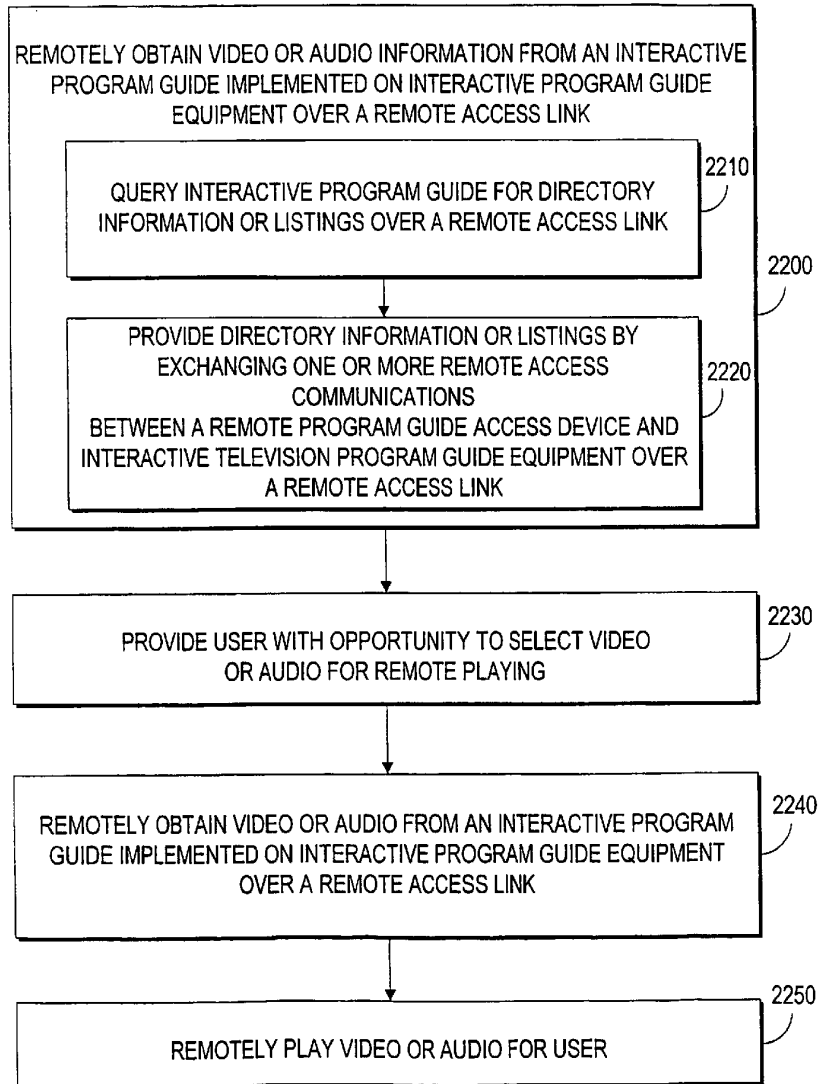 REMOTELY OBTAIN VIDEO OR AUDIO INFORMATION FROM AN INTERACTIVE
PROGRAM GUIDE IMPLEMENTED ON INTERACTIVE PROGRAM GUIDE
EQUIPMENT OVER A REMOTE ACCESS LINK
2210
QUERY INTERACTIVE PROGRAM GUIDE FOR DIRECTORY
INFORMATION OR LISTINGS OVER A REMOTE ACCESS LINK
2200
PROVIDE DIRECTORY INFORMATION OR LISTINGS BY
EXCHANGING ONE OR MORE REMOTE ACCESS
2220
COMMUNICATIONS
BETWEEN A REMOTE PROGRAM GUIDE ACCESS DEVICE AND
INTERACTIVE TELEVISION PROGRAM GUIDE EQUIPMENT OVER
A REMOTE ACCESS LINK
2230
PROVIDE USER WITH OPPORTUNITY TO SELECT VIDEO
OR AUDIO FOR REMOTE PLAYING
2240
REMOTELY OBTAIN VIDEO OR AUDIO FROM AN INTERACTIVE PROGRAM
GUIDE IMPLEMENTED ON INTERACTIVE PROGRAM GUIDE EQUIPMENT
OVER A REMOTE ACCESS LINK
2250
REMOTELY PLAY VIDEO OR AUDIO FOR USER